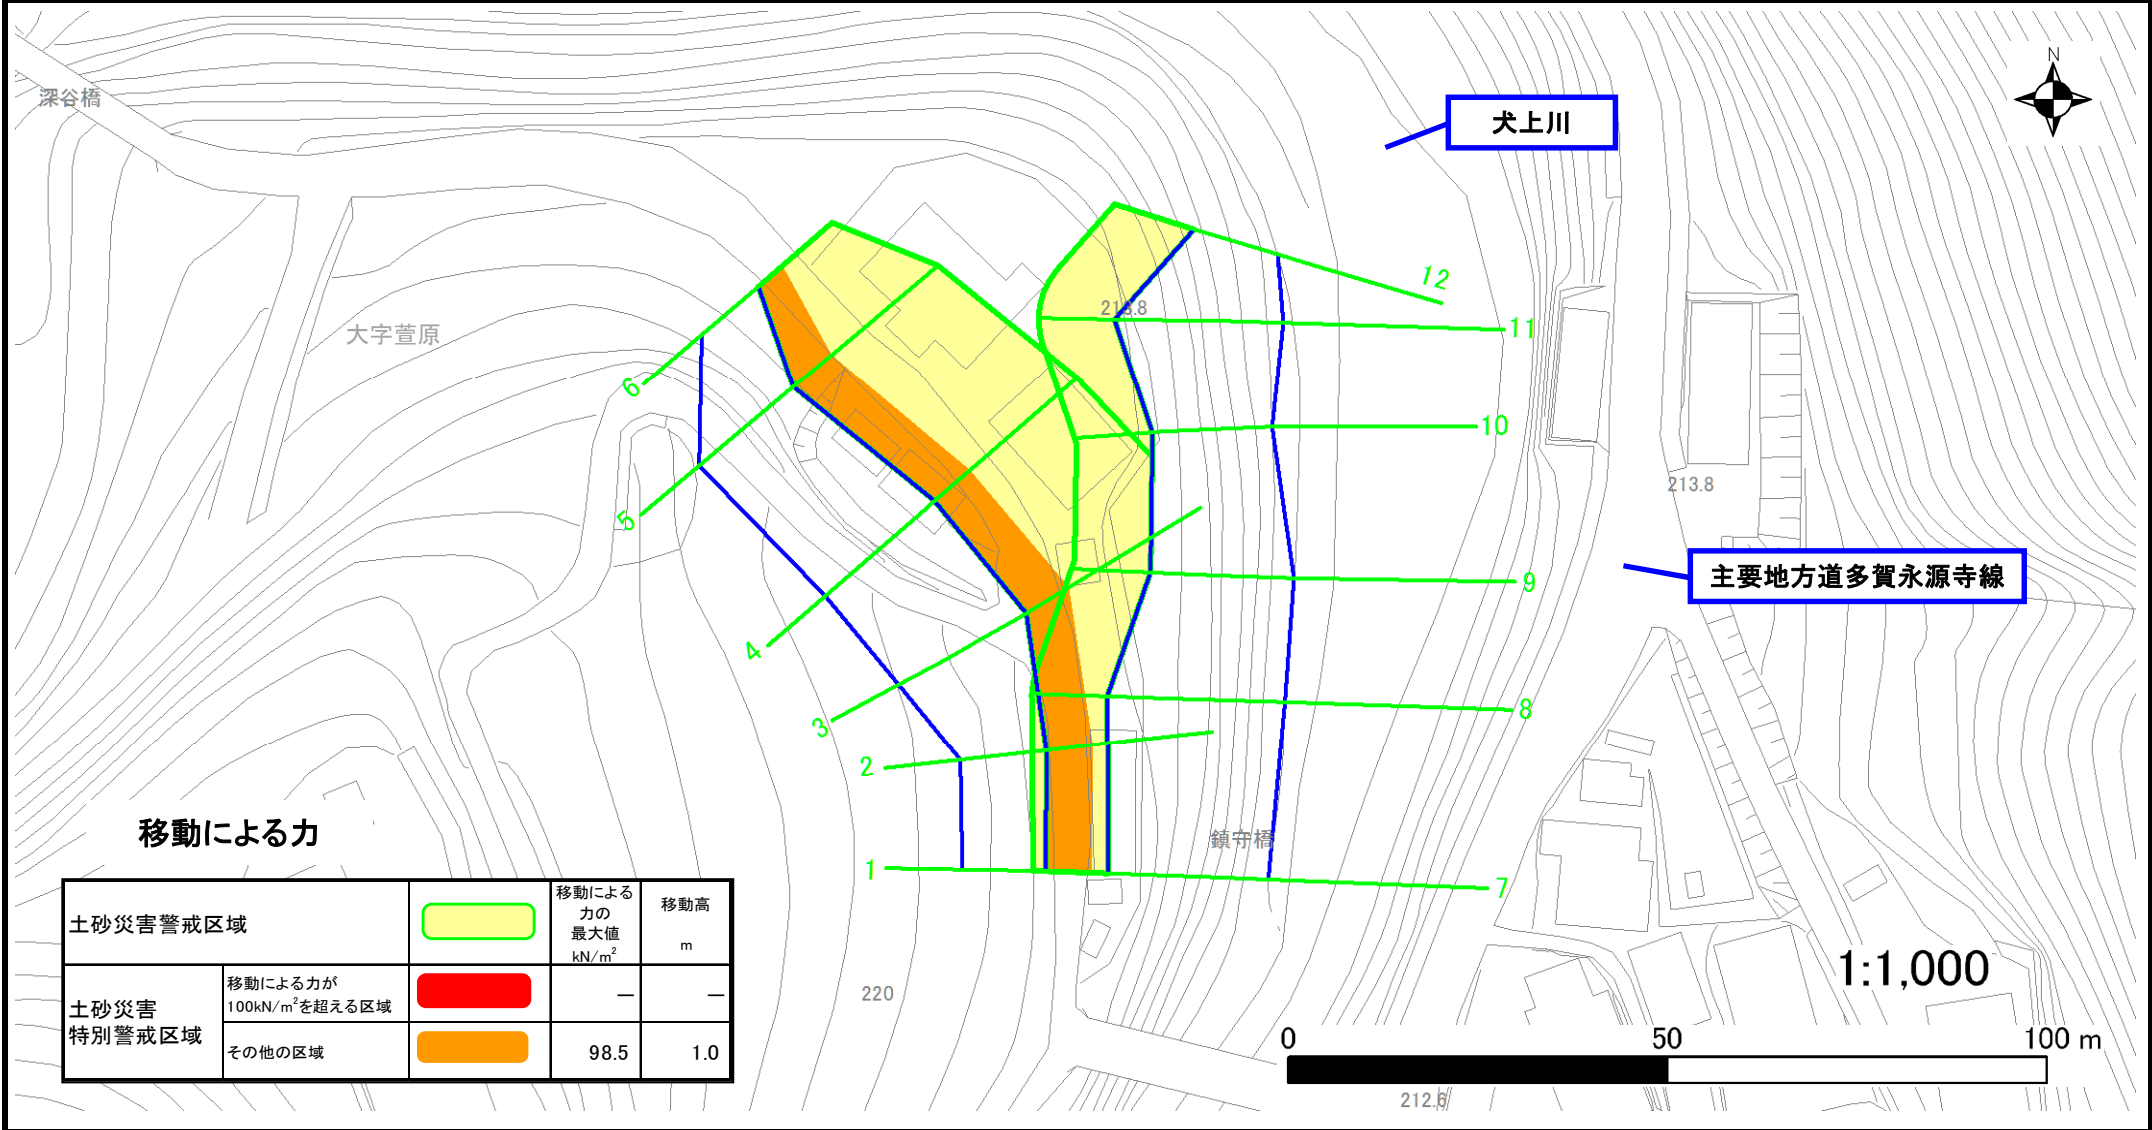 深谷橋
N
犬上川
大字萱原
213.8
12
11
6
10
5
213.8
9
主要地方道多賀永源寺線
4
3
8
2
鎮守橋
1
7
移動による力
土砂災害警戒区域
移動による
力の
最大値
kN/m²
移動高
m
土砂災害
特別警戒区域
移動による力が
100kN/m²を超える区域
－
－
その他の区域
98.5
1.0
220
1:1,000
0
50
100 m
212.6